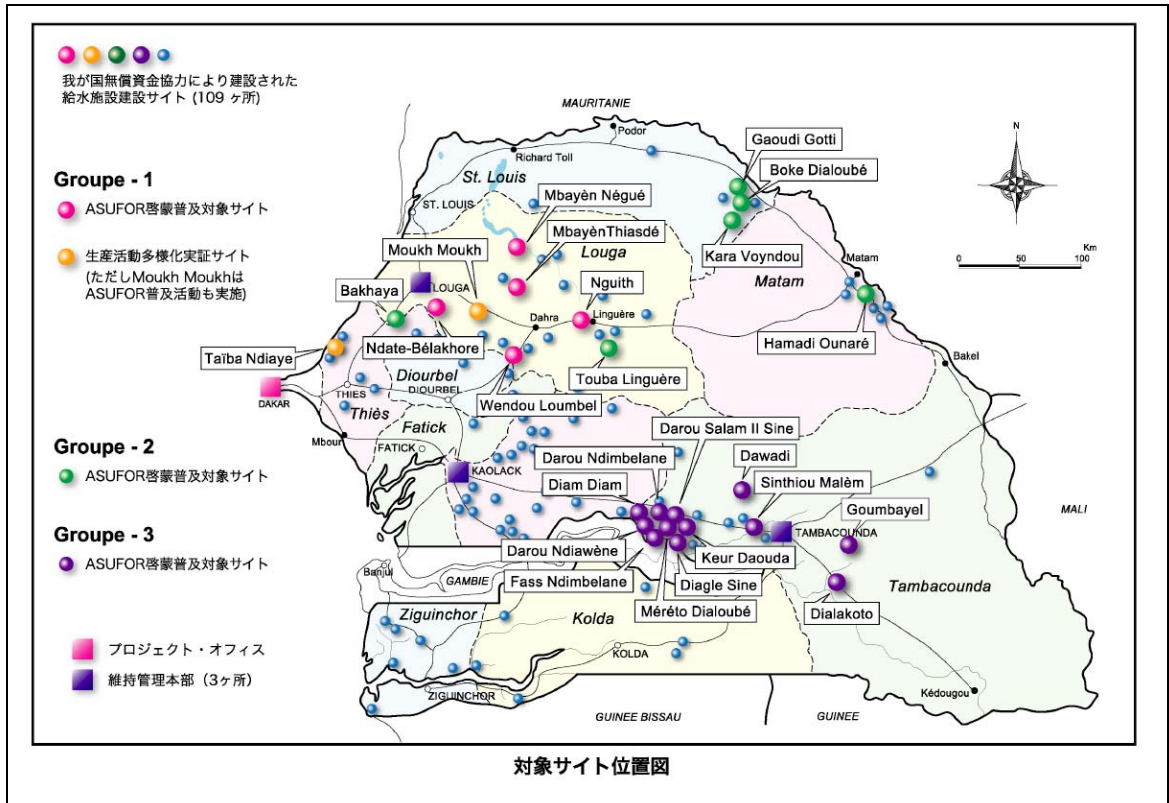 我が国無償資金協力により建設された
給水施設建設サイト (109 ヶ所)
Groupe - 1
ASUFOR啓蒙普及対象サイト
生産活動多様化実証サイト
(ただしMoukh Moukhは
ASUFOR普及活動も実施)
Groupe - 2
ASUFOR啓蒙普及対象サイト
Groupe - 3
ASUFOR啓蒙普及対象サイト
プロジェクト・オフィス
維持管理本部（3ヶ所）
MAURITANIE
Podor
Richard Toll
St. Louis
ST. LOUIS
Gaoudi Gotti
Boke Dialoubé
Kara Voyndou
N
Km
0 50 100
Mbayèn Négué
MbayènThiasdé
Moukh Moukh
Louga
LOUGA
Nguith
Matam
Matam
Bakhaya
Dahra
Linguère
Hamadi Ounaré
Bakel
Taïba Ndiaye
Ndate-Bélakhore
Touba Linguère
Diourbel
DIOURBEL
Wendou Loumbel
DAKAR
THIES
Thiès
Mbour
Fatick
FATICK
KAOLACK
Darou Salam II Sine
Darou Ndimbelane
Diam Diam
Dawadi
Sinthiou Malèm
Goumbayel
MALI
TAMBACOUNDA
Darou Ndiawène
Keur Daouda
Fass Ndimbelane
Diagle Sine
Méréto Dialoubé
Dialakoto
Tambacounda
Banjul
GAMBIE
Ziguinchor
Kolda
KOLDA
ZIGUINCHOR
Kédougou
GUINEE BISSAU
GUINEE
対象サイト位置図